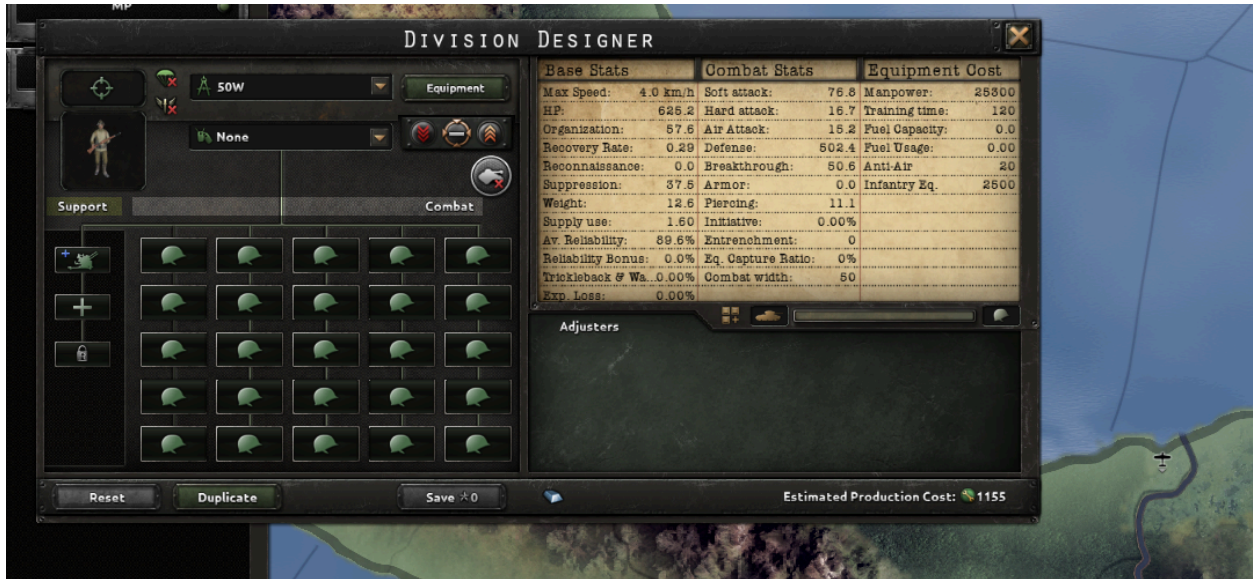 MP
DIVISION DESIGNER
50W
Equipment
None
Support
Combat
Base Stats
Max Speed: 4.0 km/h
HP: 625.2
Organization: 57.6
Recovery Rate: 0.29
Reconnaissance: 0.0
Suppression: 37.5
Weight: 12.6
Supply use: 1.60
Av. Reliability: 89.6%
Reliability Bonus: 0.0%
Trickleback & Wa...0.00%
Exp. Loss: 0.00%
Combat Stats
Soft attack: 76.8
Hard attack: 16.7
Air Attack: 15.2
Defense: 502.4
Breakthrough: 50.6
Armor: 0.0
Piercing: 11.1
Initiative: 0.00%
Entrenchment: 0
Eq. Capture Ratio: 0%
Combat width: 50
Equipment Cost
Manpower: 25300
Training time: 120
Fuel Capacity: 0.0
Fuel Usage: 0.00
Anti-Air 20
Infantry Eq. 2500
Adjusters
Reset
Duplicate
Save 0
Estimated Production Cost: 1155